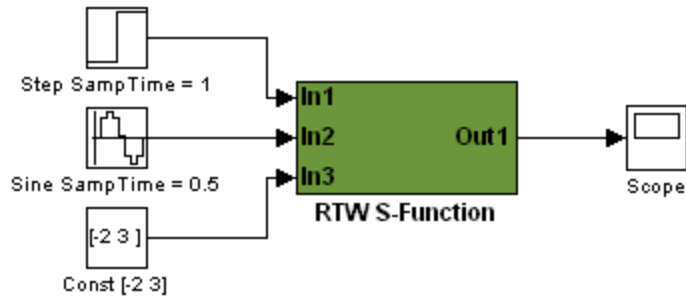 Step SampTime = 1
In1
In2
Out1
Sine SampTime = 0.5
In3
Scope
RTW S-Function
[-2 3 ]
Const [-2 3]